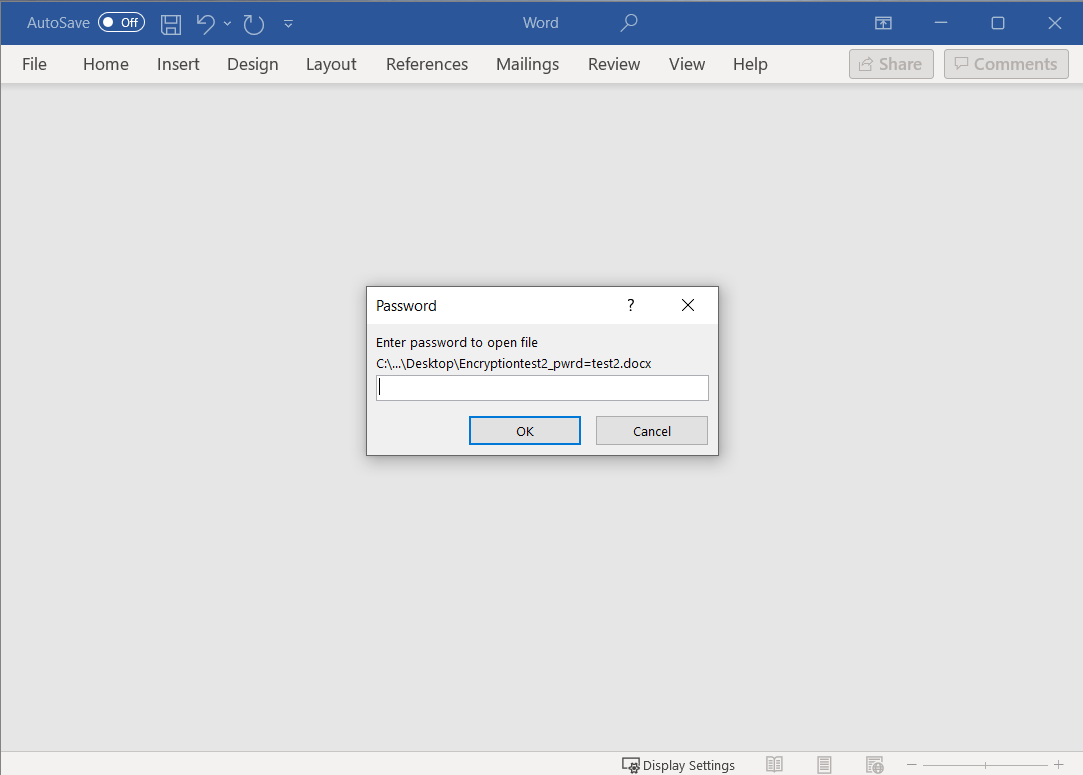 AutoSave Off Word
File Home Insert Design Layout References Mailings Review View Help Share Comments
Password ?
Enter password to open file
C:\...\Desktop\Encryptiontest2_pwrd=test2.docx
OK Cancel
Display Settings